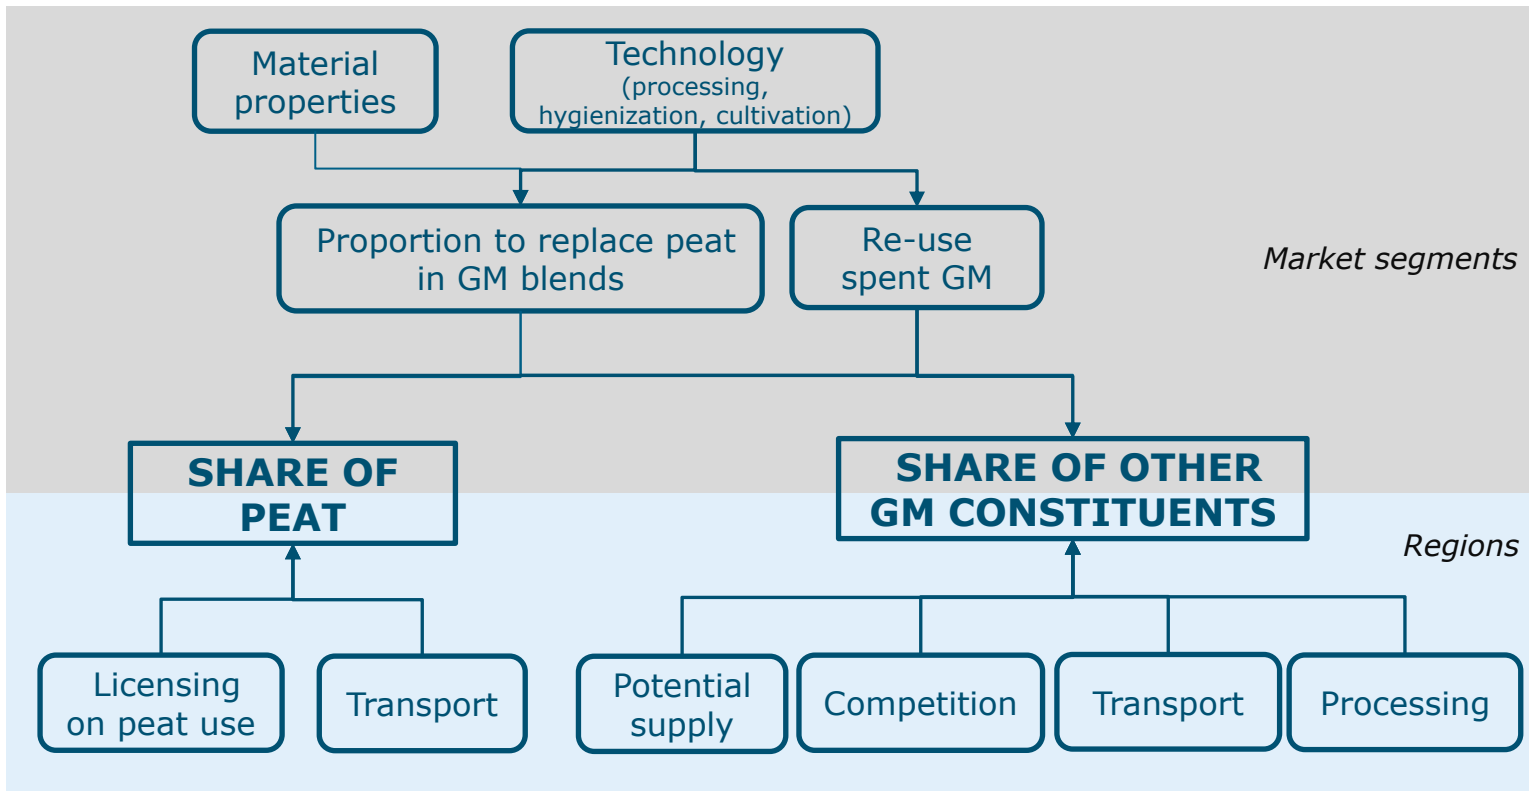 Material
properties
Technology
(processing,
hygienization, cultivation)
Proportion to replace peat
in GM blends
Re-use
spent GM
Market segments
SHARE OF
PEAT
SHARE OF OTHER
GM CONSTITUENTS
Regions
Licensing
on peat use
Transport
Potential
supply
Competition
Transport
Processing